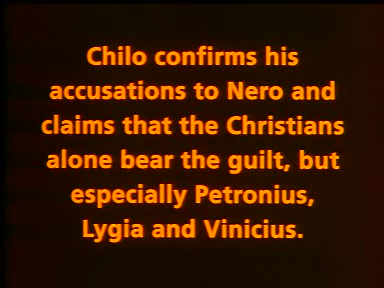 Chilo confirms his
accusations to Nero and
claims that the Christians
alone bear the guilt, but
especially Petronius,
Lygia and Vinicius.